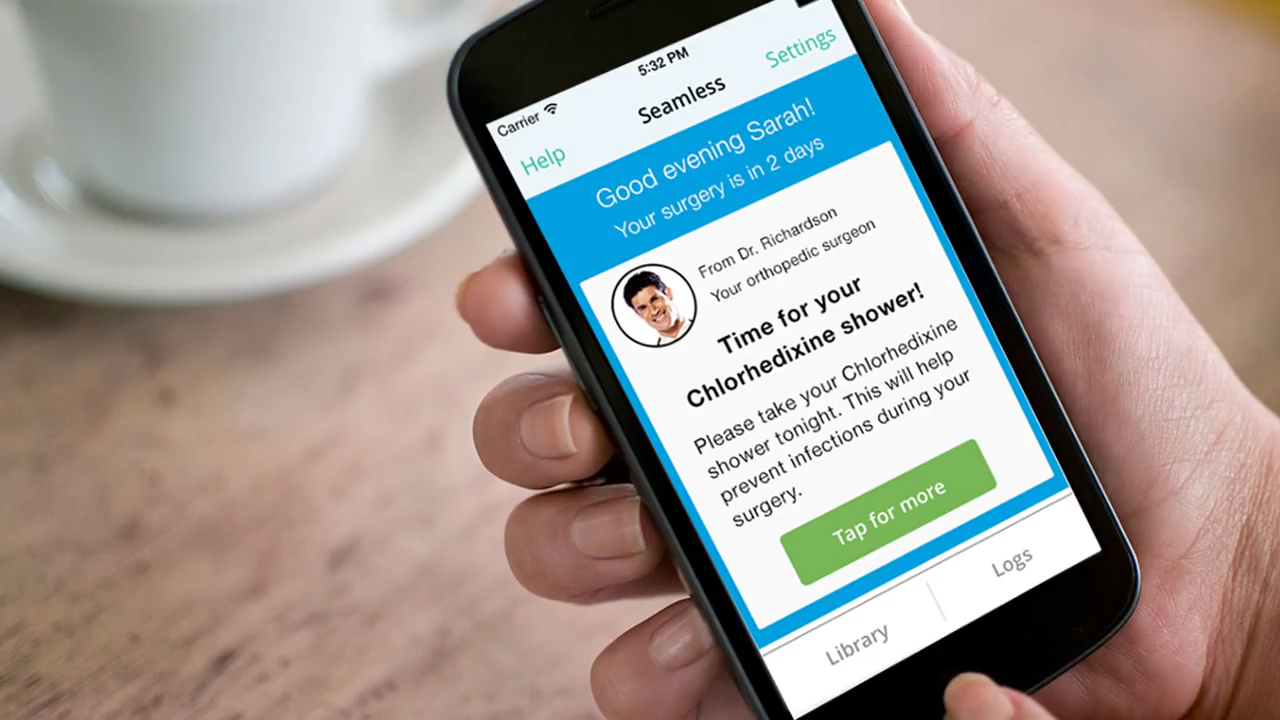 Carrier
5:32 PM
Help
Seamless
Settings
Good evening Sarah!
Your surgery is in 2 days
From Dr. Richardson
Your orthopedic surgeon
Time for your
Chlorhedixine shower!
Please take your Chlorhedixine
shower tonight. This will help
prevent infections during your
surgery.
Tap for more
Library
Logs